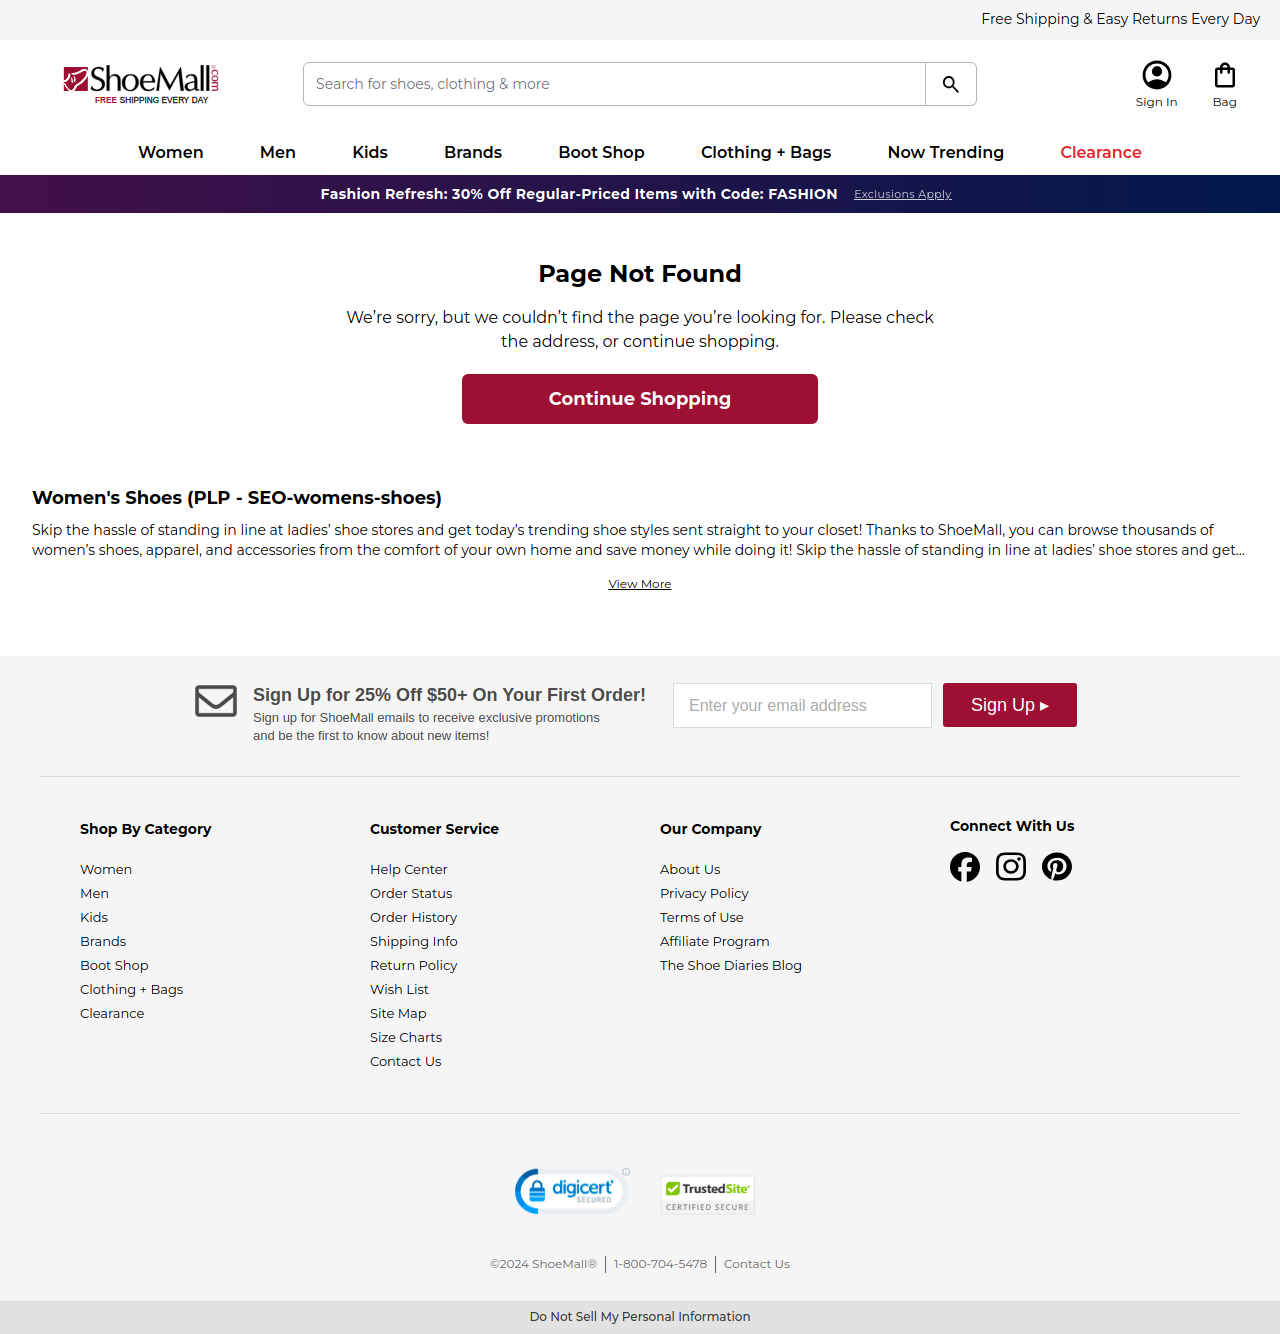 Free Shipping & Easy Returns Every Day
ShoeMall.com
FREE SHIPPING EVERY DAY
Search for shoes, clothing & more
Sign In
Bag
Women Men Kids Brands Boot Shop Clothing + Bags Now Trending Clearance
Fashion Refresh: 30% Off Regular-Priced Items with Code: FASHION Exclusions Apply
Page Not Found
We’re sorry, but we couldn’t find the page you’re looking for. Please check
the address, or continue shopping.
Continue Shopping
Women's Shoes (PLP - SEO-womens-shoes)
Skip the hassle of standing in line at ladies’ shoe stores and get today’s trending shoe styles sent straight to your closet! Thanks to ShoeMall, you can browse thousands of
women’s shoes, apparel, and accessories from the comfort of your own home and save money while doing it! Skip the hassle of standing in line at ladies’ shoe stores and get...
View More
Sign Up for 25% Off $50+ On Your First Order!
Sign up for ShoeMall emails to receive exclusive promotions
and be the first to know about new items!
Enter your email address
Sign Up ▸
Shop By Category
Women
Men
Kids
Brands
Boot Shop
Clothing + Bags
Clearance
Customer Service
Help Center
Order Status
Order History
Shipping Info
Return Policy
Wish List
Site Map
Size Charts
Contact Us
Our Company
About Us
Privacy Policy
Terms of Use
Affiliate Program
The Shoe Diaries Blog
Connect With Us
digicert
SECURED
TrustedSite
CERTIFIED SECURE
©2024 ShoeMall® | 1-800-704-5478 | Contact Us
Do Not Sell My Personal Information